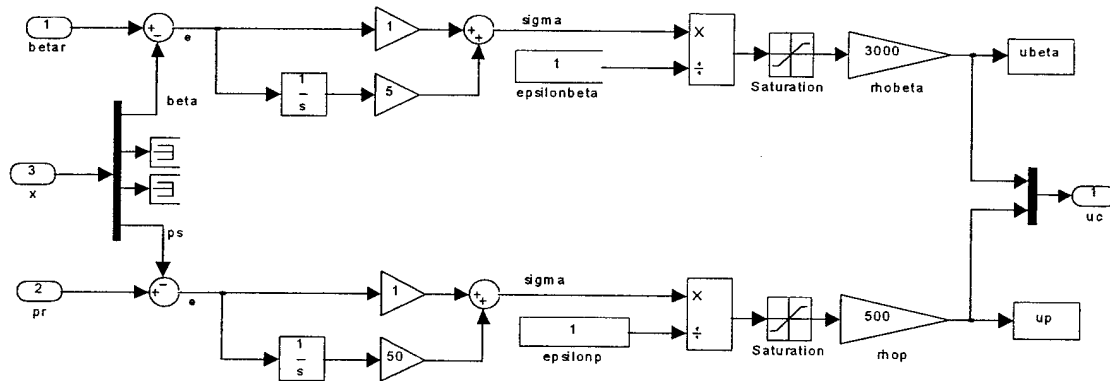 1
betar
+
−
e
1
1
s
5
+
+
sigma
1
epsilonbeta
×
÷
Saturation
3000
rhobeta
ubeta
beta
3
x
ps
1
uc
2
pr
+
−
e
1
1
s
50
+
+
sigma
1
epsilonp
×
÷
Saturation
500
rhop
up